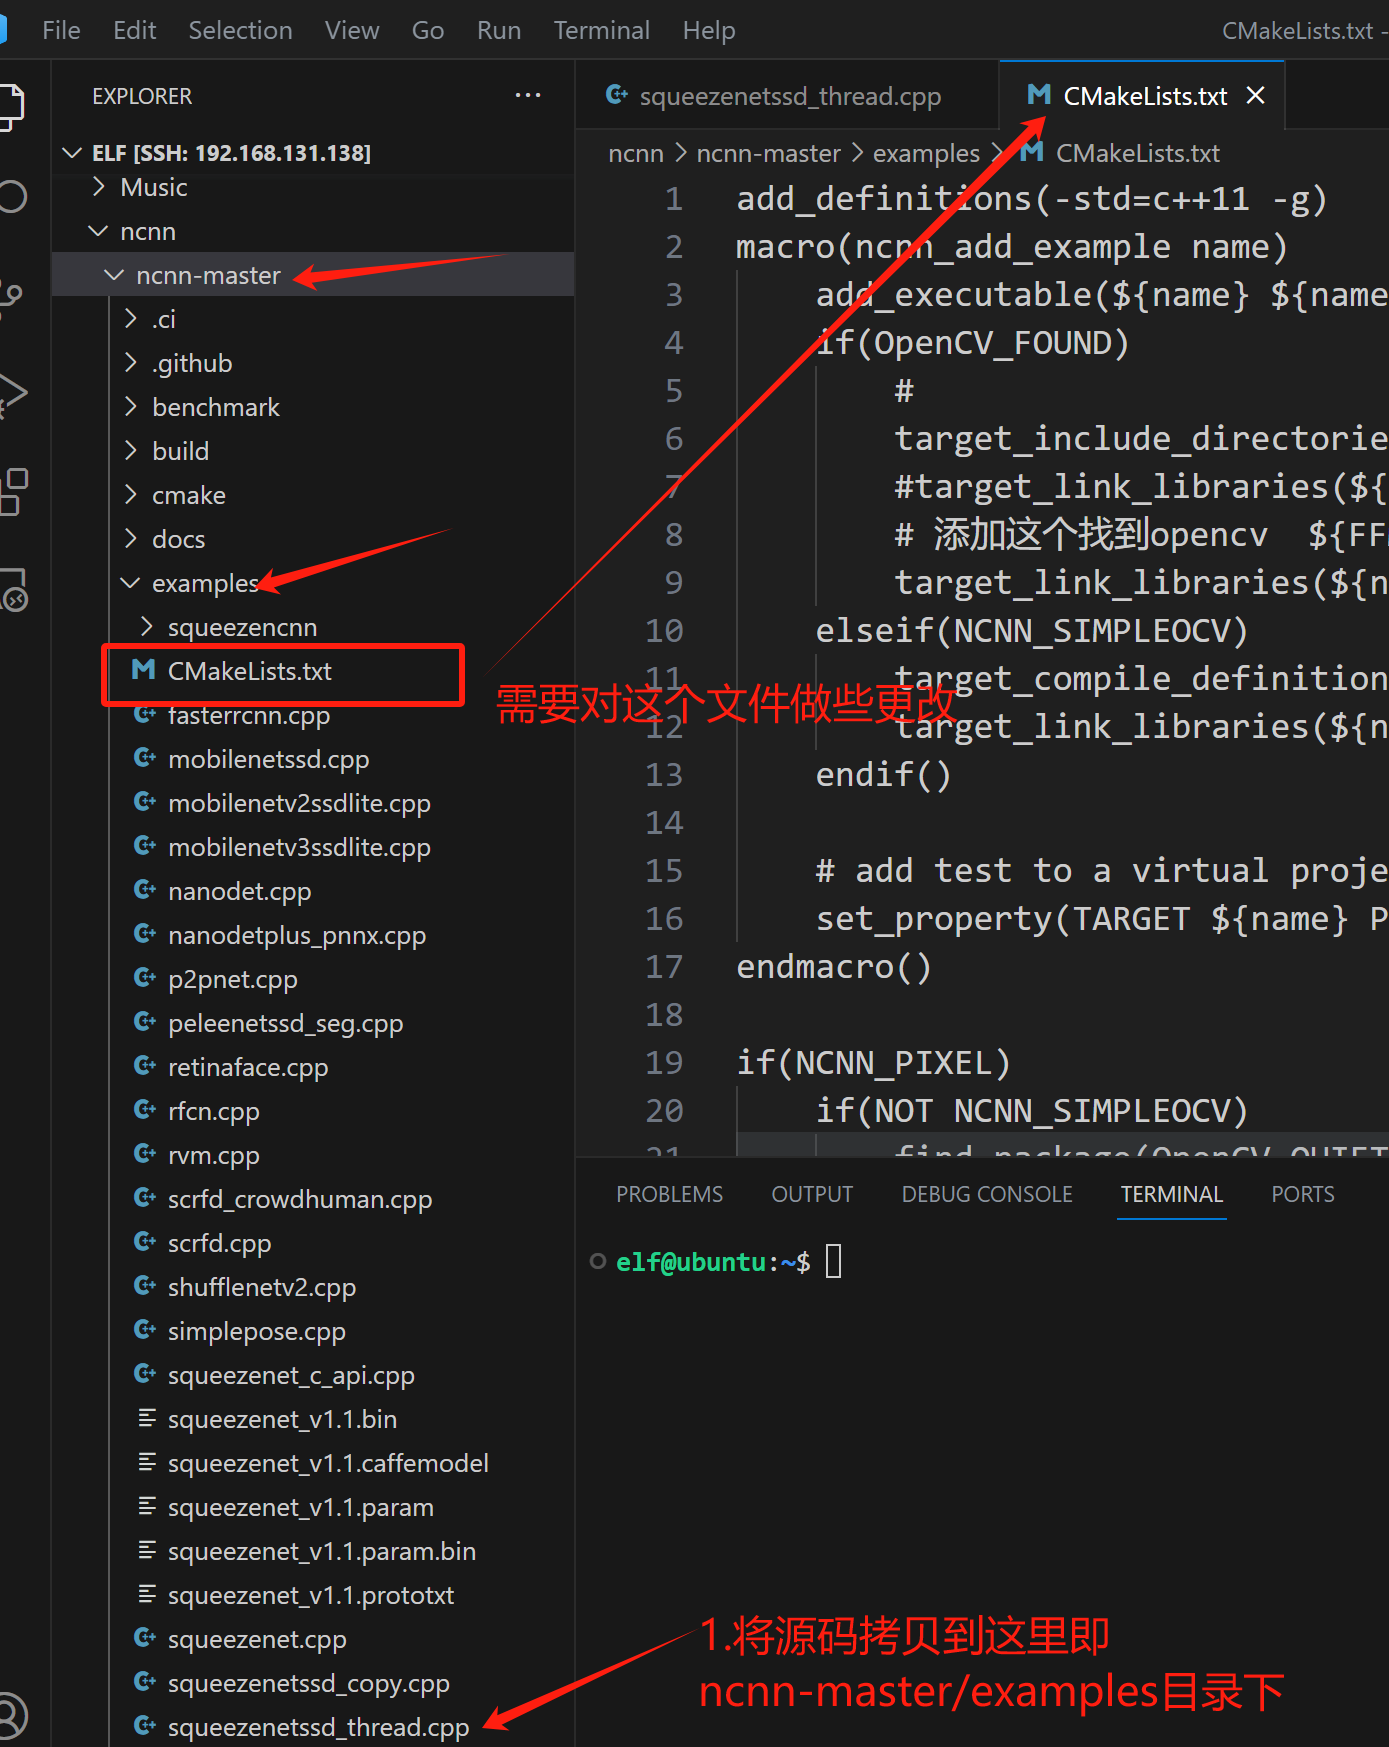 File Edit Selection View Go Run Terminal Help
CMakeLists.txt -
EXPLORER
ELF [SSH: 192.168.131.138]
Music
ncnn
ncnn-master
.ci
.github
benchmark
build
cmake
docs
examples
squeezencnn
CMakeLists.txt
fasterrcnn.cpp
mobilenetssd.cpp
mobilenetv2ssdlite.cpp
mobilenetv3ssdlite.cpp
nanodet.cpp
nanodetplus_pnnx.cpp
p2pnet.cpp
peleenetssd_seg.cpp
retinaface.cpp
rfcn.cpp
rvm.cpp
scrfd_crowdhuman.cpp
scrfd.cpp
shufflenetv2.cpp
simplepose.cpp
squeezenet_c_api.cpp
squeezenet_v1.1.bin
squeezenet_v1.1.caffemodel
squeezenet_v1.1.param
squeezenet_v1.1.param.bin
squeezenet_v1.1.prototxt
squeezenet.cpp
squeezenetssd_copy.cpp
squeezenetssd_thread.cpp
squeezenetssd_thread.cpp CMakeLists.txt
ncnn > ncnn-master > examples > CMakeLists.txt
1 add_definitions(-std=c++11 -g)
2 macro(ncnn_add_example name)
3 add_executable(${name} ${name
4 if(OpenCV_FOUND)
5 #
6 target_include_directorie
7 #target_link_libraries(${
8 # 添加这个找到opencv ${FF
9 target_link_libraries(${n
10 elseif(NCNN_SIMPLEOCV)
11 target_compile_definition
需要对这个文件做些更改
12 target_link_libraries(${n
13 endif()
14
15 # add test to a virtual proje
16 set_property(TARGET ${name} P
17 endmacro()
18
19 if(NCNN_PIXEL)
20 if(NOT NCNN_SIMPLEOCV)
21 find_package(OpenCV QUIET
PROBLEMS OUTPUT DEBUG CONSOLE TERMINAL PORTS
elf@ubuntu:~$
1.将源码拷贝到这里即
ncnn-master/examples目录下